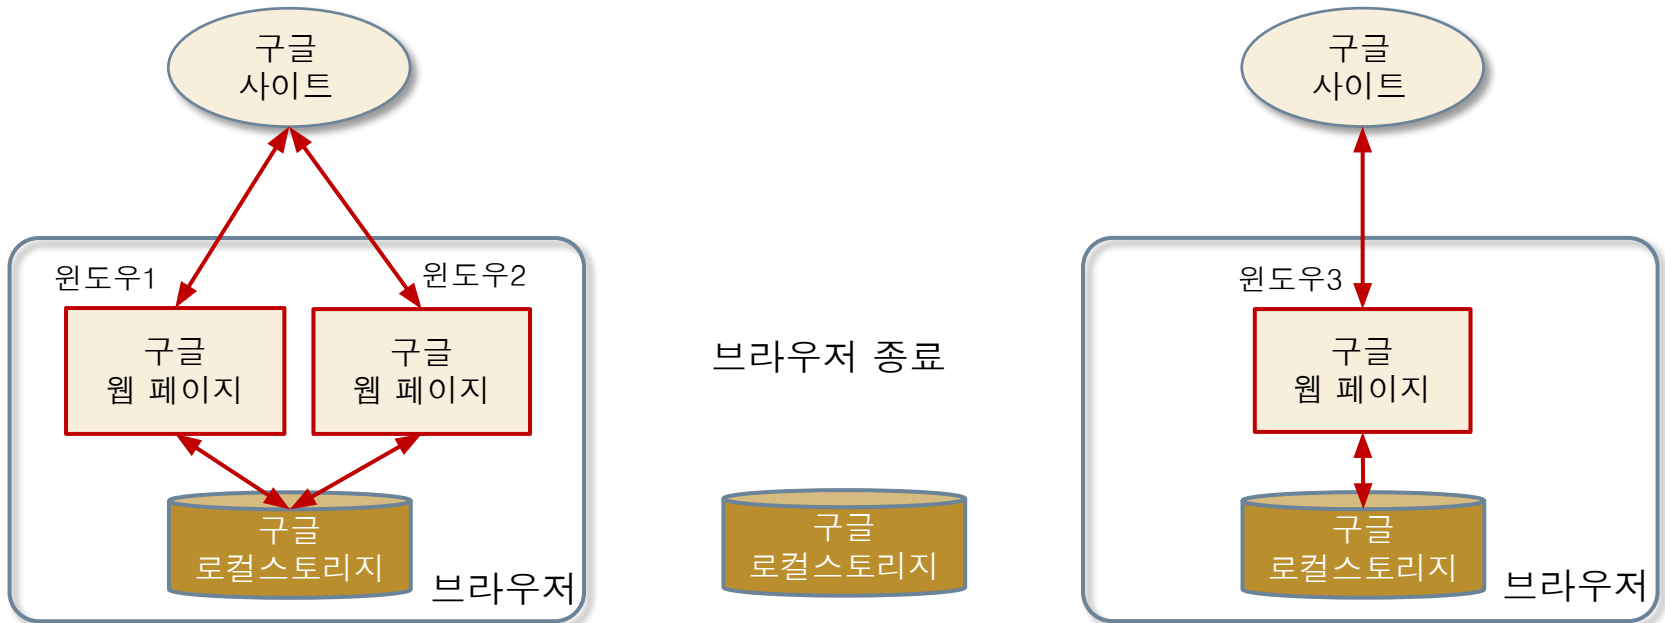 구글
사이트
윈도우1
윈도우2
구글
웹 페이지
구글
웹 페이지
구글
로컬스토리지
브라우저
브라우저 종료
구글
로컬스토리지
구글
사이트
윈도우3
구글
웹 페이지
구글
로컬스토리지
브라우저